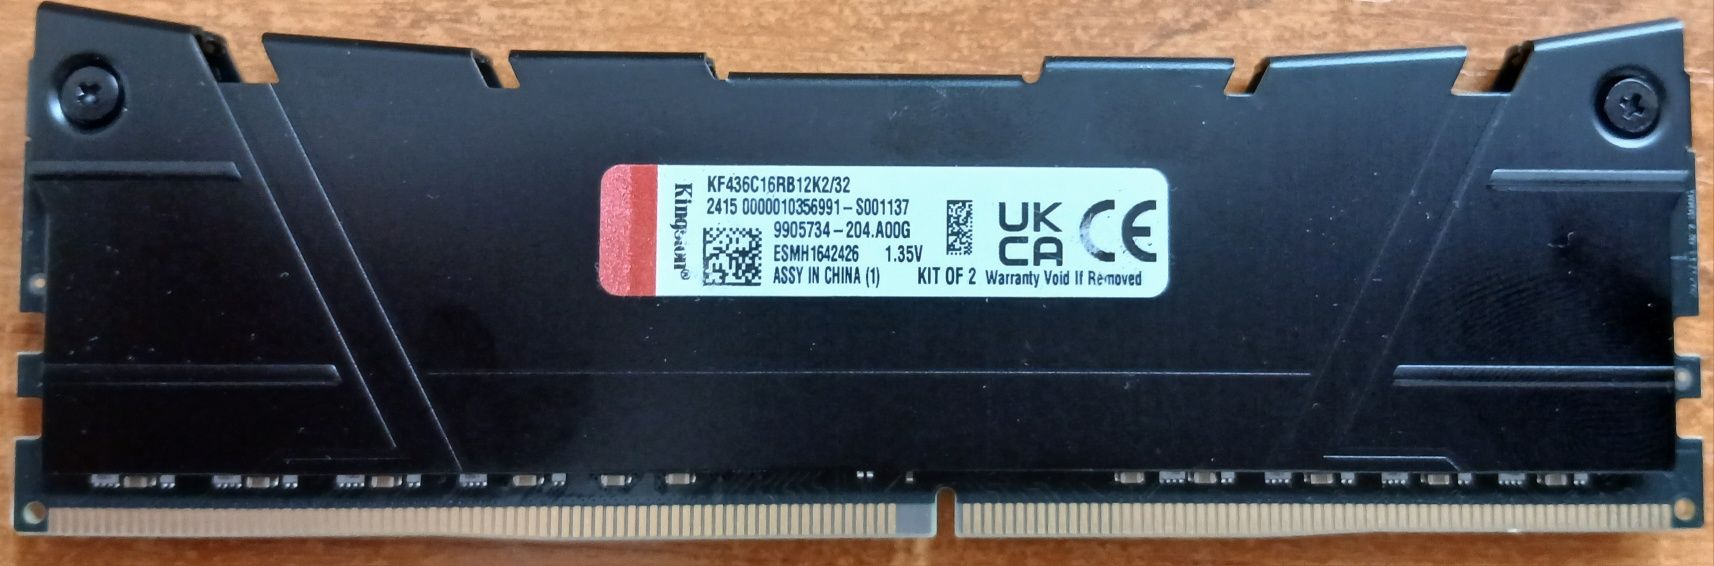 Kingston®
KF436C16RB12K2/32
2415 0000010356991-S001137
9905734-204.A00G
ESMH1642426 1.35V
ASSY IN CHINA (1) KIT OF 2 Warranty Void If Removed
UK
CA
CE